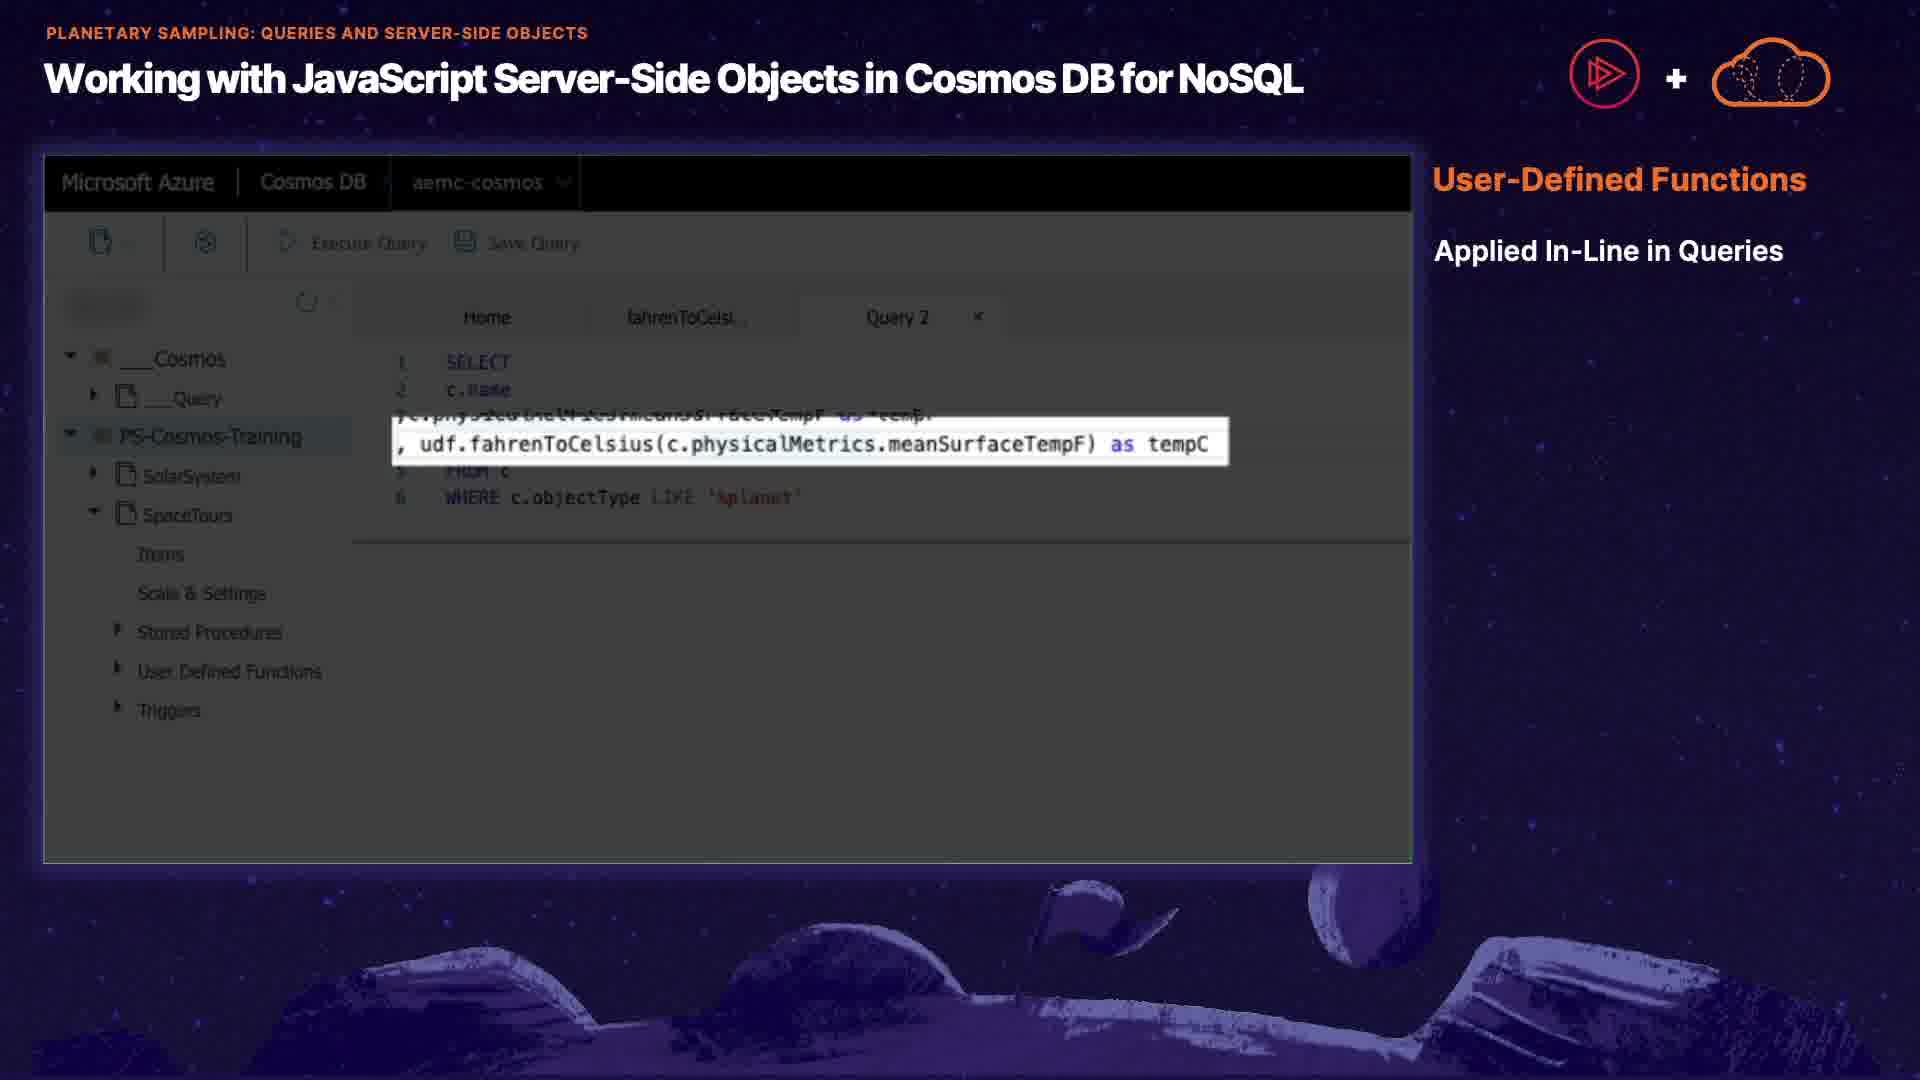 PLANETARY SAMPLING: QUERIES AND SERVER-SIDE OBJECTS
Working with JavaScript Server-Side Objects in Cosmos DB for NoSQL
Microsoft Azure
Cosmos DB
aemc-cosmos
User-Defined Functions
Applied In-Line in Queries
Execute Query
Save Query
Home
fahrenToCelsi...
Query 2
___Cosmos
___Query
PS-Cosmos-Training
SolarSystem
SpaceTours
Items
Scale & Settings
Stored Procedures
User Defined Functions
Triggers
1 SELECT
2 c.name
,c.physicalMetrics.meanSurfaceTempF as temp
, udf.fahrenToCelsius(c.physicalMetrics.meanSurfaceTempF) as tempC
5 FROM c
6 WHERE c.objectType LIKE '%planet'